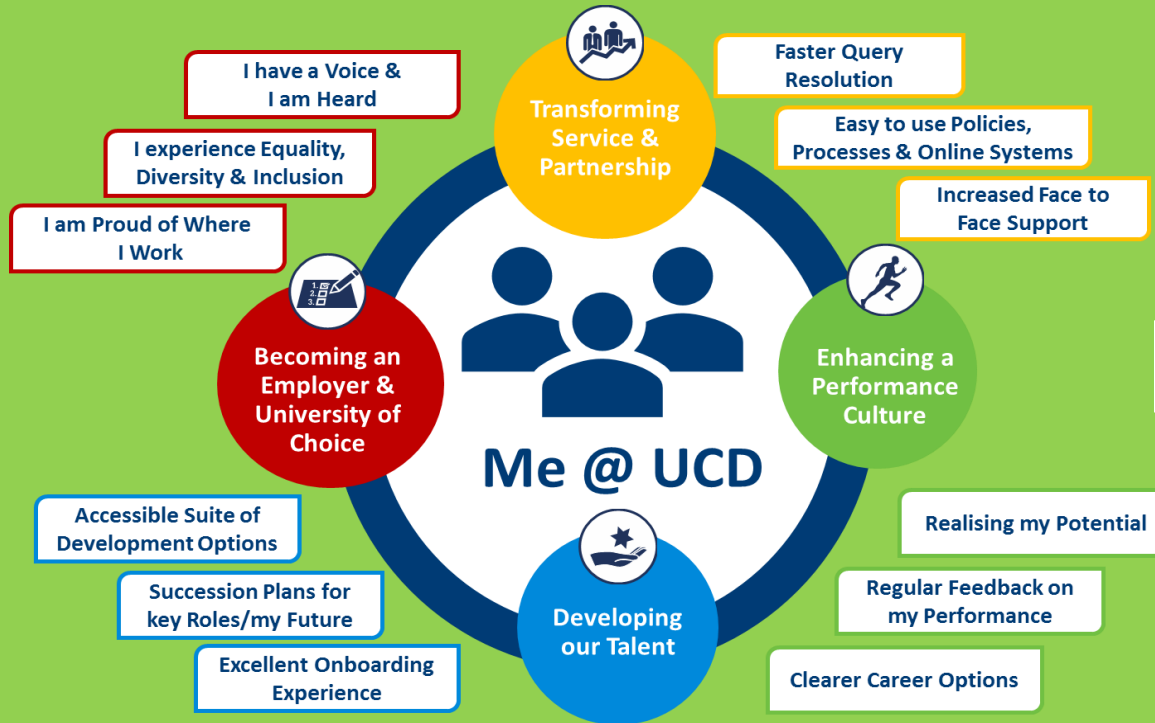 I have a Voice &
I am Heard
I experience Equality,
Diversity & Inclusion
I am Proud of Where
I Work
Transforming
Service &
Partnership
Faster Query
Resolution
Easy to use Policies,
Processes & Online Systems
Increased Face to
Face Support
1.
2.
3.
Becoming an
Employer &
University of
Choice
Enhancing a
Performance
Culture
Me @ UCD
Accessible Suite of
Development Options
Succession Plans for
key Roles/my Future
Excellent Onboarding
Experience
Developing
our Talent
Realising my Potential
Regular Feedback on
my Performance
Clearer Career Options